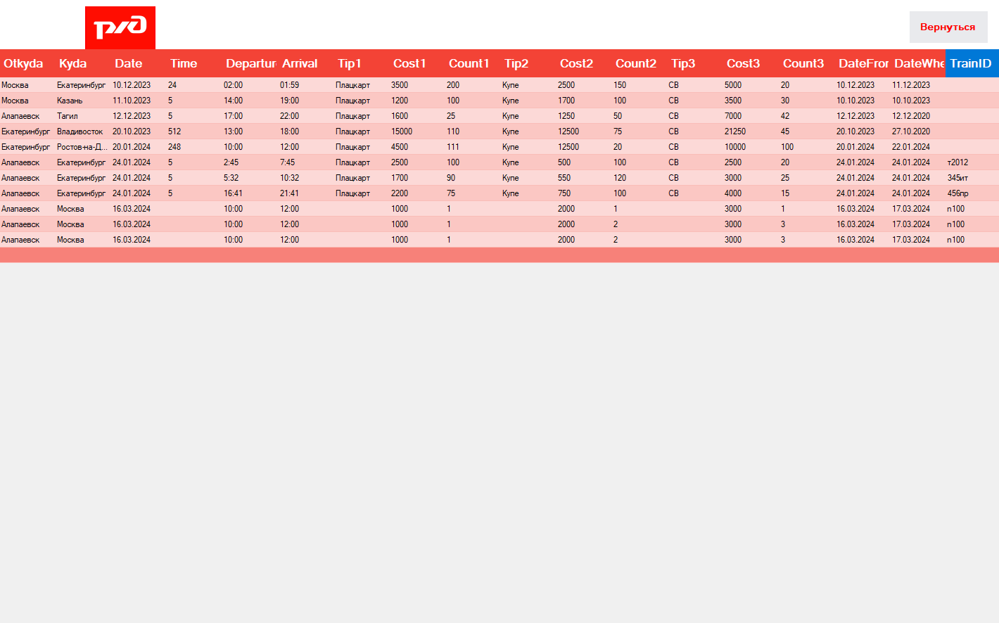 РЖД
Вернуться
Otkyda Kyda Date Time Departur Arrival Tip1 Cost1 Count1 Tip2 Cost2 Count2 Tip3 Cost3 Count3 DateFror DateWhe TrainID
Москва Екатеринбург 10.12.2023 24 02:00 01:59 Плацкарт 3500 200 Купе 2500 150 СВ 5000 20 10.12.2023 11.12.2023
Москва Казань 11.10.2023 5 14:00 19:00 Плацкарт 1200 100 Купе 1700 100 СВ 3500 30 10.10.2023 10.10.2023
Алапаевск Тагил 12.12.2023 5 17:00 22:00 Плацкарт 1600 25 Купе 1250 50 СВ 7000 42 12.12.2023 12.12.2020
Екатеринбург Владивосток 20.10.2023 512 13:00 18:00 Плацкарт 15000 110 Купе 12500 75 СВ 21250 45 20.10.2023 27.10.2020
Екатеринбург Ростов-на-Д... 20.01.2024 248 10:00 12:00 Плацкарт 4500 111 Купе 12500 20 СВ 10000 100 20.01.2024 22.01.2024
Алапаевск Екатеринбург 24.01.2024 5 2:45 7:45 Плацкарт 2500 100 Купе 500 100 СВ 2500 20 24.01.2024 24.01.2024 т2012
Алапаевск Екатеринбург 24.01.2024 5 5:32 10:32 Плацкарт 1700 90 Купе 550 120 СВ 3000 25 24.01.2024 24.01.2024 345ит
Алапаевск Екатеринбург 24.01.2024 5 16:41 21:41 Плацкарт 2200 75 Купе 750 100 СВ 4000 15 24.01.2024 24.01.2024 456пр
Алапаевск Москва 16.03.2024 10:00 12:00 1000 1 2000 1 3000 1 16.03.2024 17.03.2024 п100
Алапаевск Москва 16.03.2024 10:00 12:00 1000 1 2000 2 3000 3 16.03.2024 17.03.2024 п100
Алапаевск Москва 16.03.2024 10:00 12:00 1000 1 2000 2 3000 3 16.03.2024 17.03.2024 п100